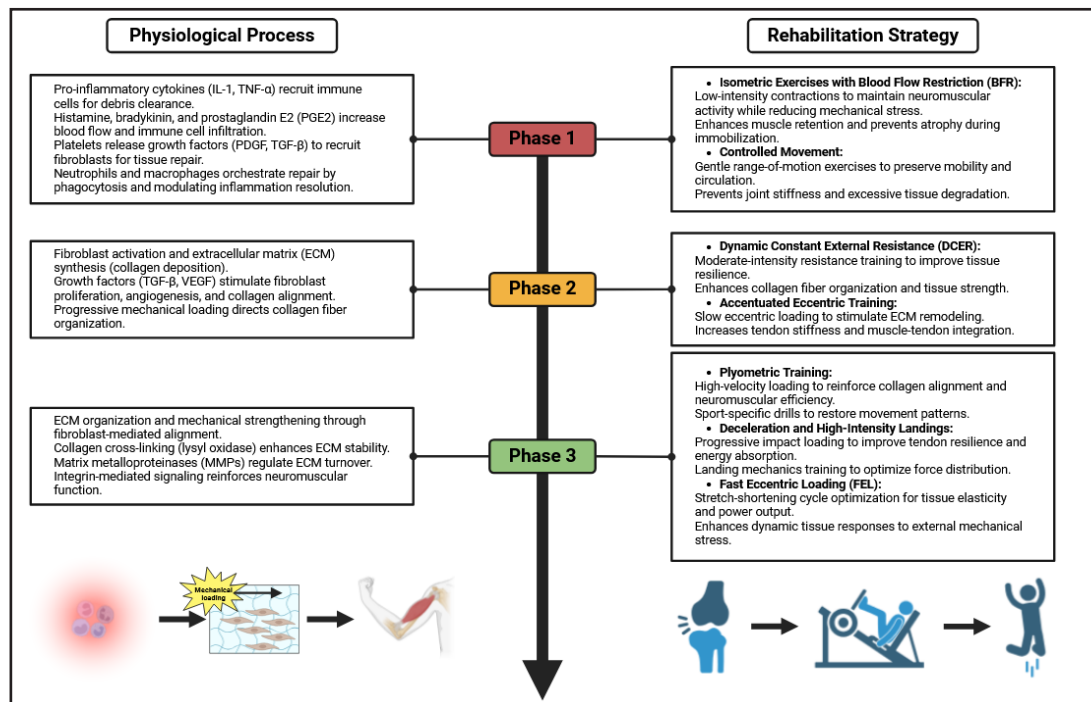 Physiological Process
Rehabilitation Strategy
Pro-inflammatory cytokines (IL-1, TNF-α) recruit immune
cells for debris clearance.
Histamine, bradykinin, and prostaglandin E2 (PGE2) increase
blood flow and immune cell infiltration.
Platelets release growth factors (PDGF, TGF-β) to recruit
fibroblasts for tissue repair.
Neutrophils and macrophages orchestrate repair by
phagocytosis and modulating inflammation resolution.
Phase 1
• Isometric Exercises with Blood Flow Restriction (BFR):
Low-intensity contractions to maintain neuromuscular
activity while reducing mechanical stress.
Enhances muscle retention and prevents atrophy during
immobilization.
• Controlled Movement:
Gentle range-of-motion exercises to preserve mobility and
circulation.
Prevents joint stiffness and excessive tissue degradation.
Fibroblast activation and extracellular matrix (ECM)
synthesis (collagen deposition).
Growth factors (TGF-β, VEGF) stimulate fibroblast
proliferation, angiogenesis, and collagen alignment.
Progressive mechanical loading directs collagen fiber
organization.
Phase 2
• Dynamic Constant External Resistance (DCER):
Moderate-intensity resistance training to improve tissue
resilience.
Enhances collagen fiber organization and tissue strength.
• Accentuated Eccentric Training:
Slow eccentric loading to stimulate ECM remodeling.
Increases tendon stiffness and muscle-tendon integration.
ECM organization and mechanical strengthening through
fibroblast-mediated alignment.
Collagen cross-linking (lysyl oxidase) enhances ECM stability.
Matrix metalloproteinases (MMPs) regulate ECM turnover.
Integrin-mediated signaling reinforces neuromuscular
function.
Phase 3
• Plyometric Training:
High-velocity loading to reinforce collagen alignment and
neuromuscular efficiency.
Sport-specific drills to restore movement patterns.
• Deceleration and High-Intensity Landings:
Progressive impact loading to improve tendon resilience and
energy absorption.
Landing mechanics training to optimize force distribution.
• Fast Eccentric Loading (FEL):
Stretch-shortening cycle optimization for tissue elasticity
and power output.
Enhances dynamic tissue responses to external mechanical
stress.
Mechanical
loading